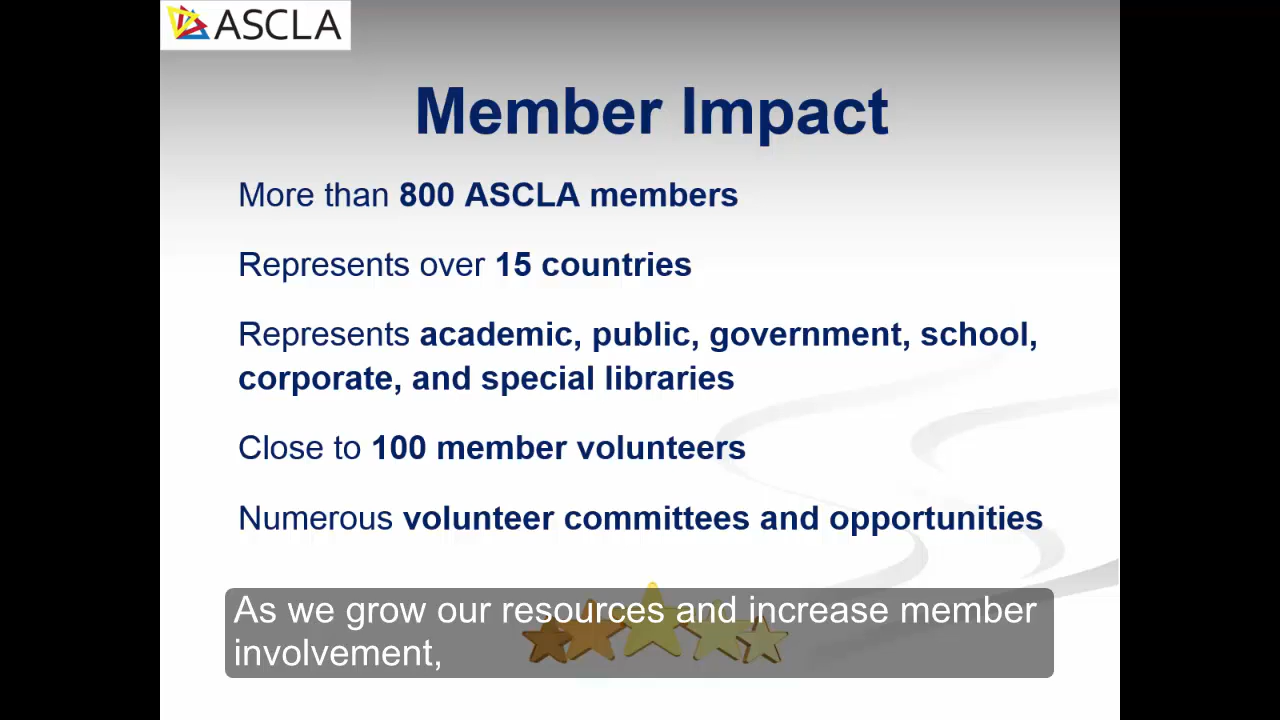 ASCLA
Member Impact
More than 800 ASCLA members
Represents over 15 countries
Represents academic, public, government, school,
corporate, and special libraries
Close to 100 member volunteers
Numerous volunteer committees and opportunities
As we grow our resources and increase member
involvement,